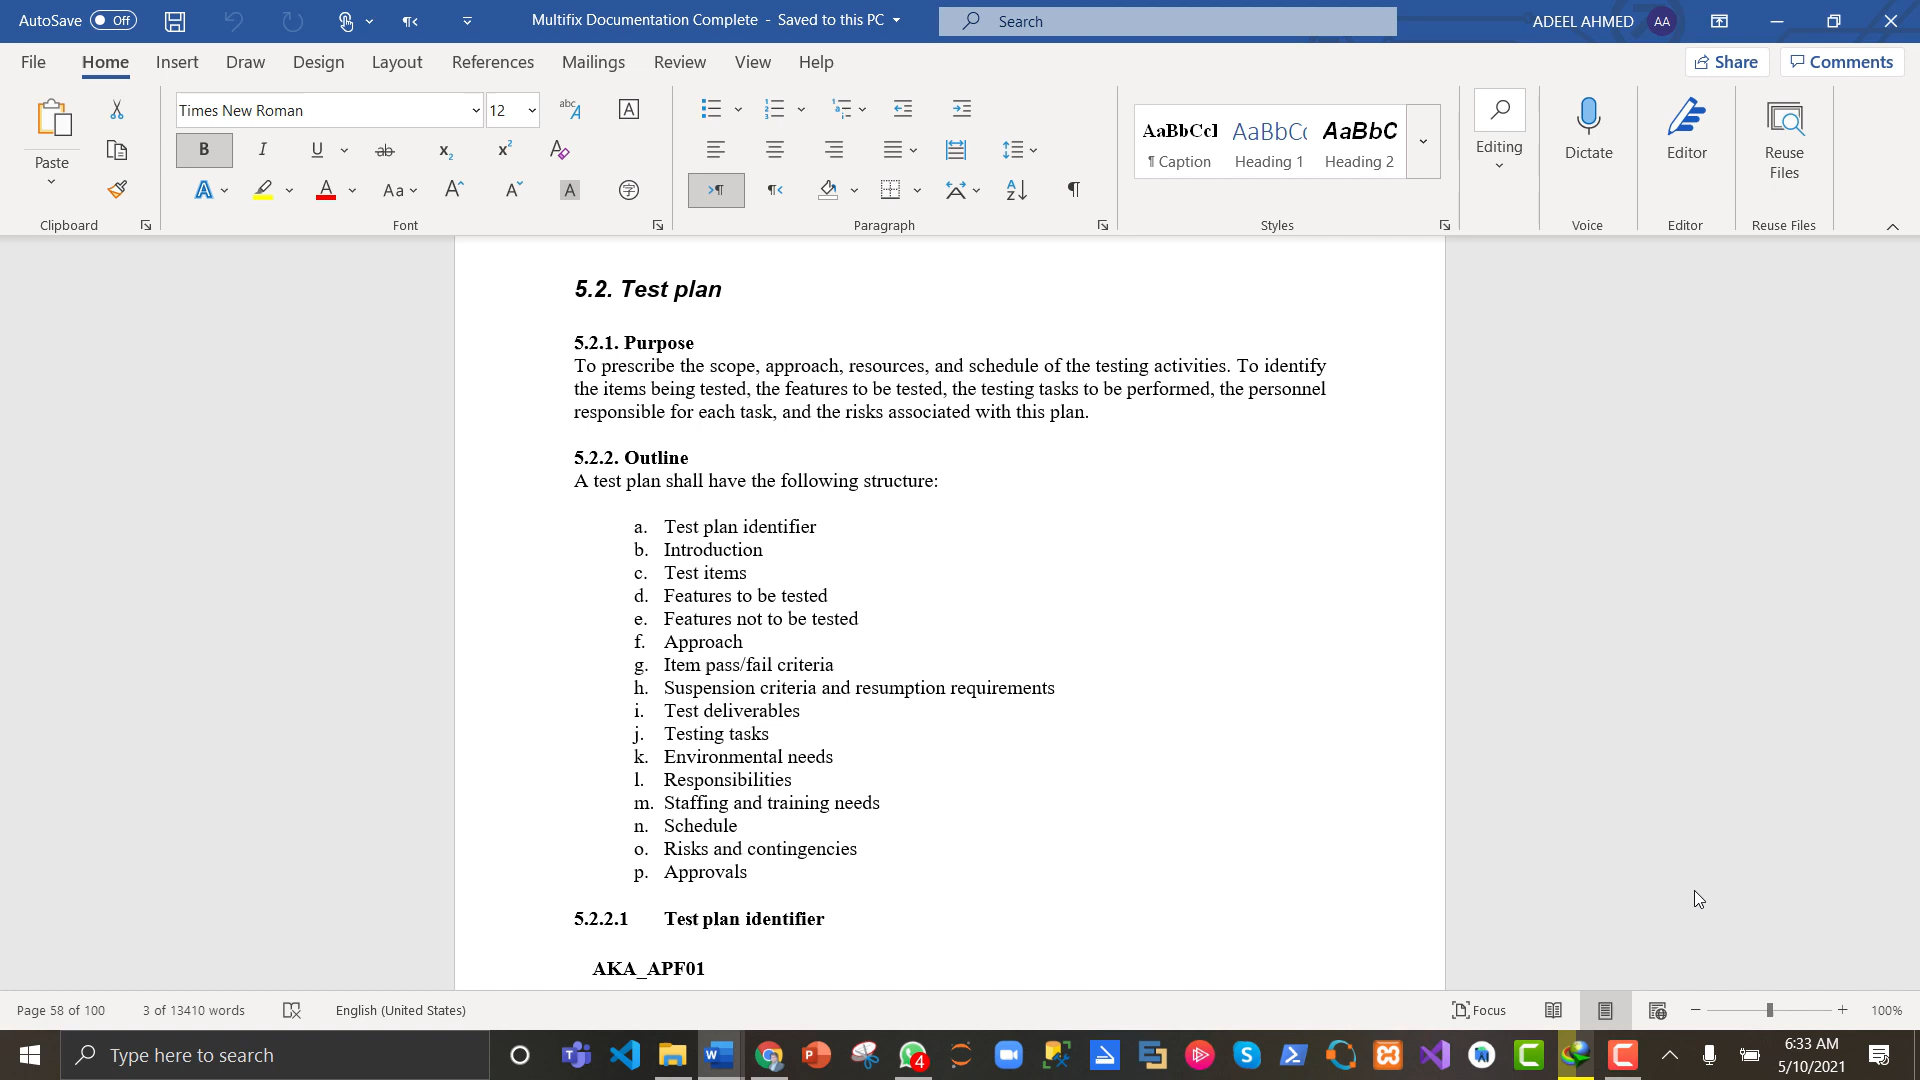 AutoSave Off
Multifix Documentation Complete - Saved to this PC
Search
ADEEL AHMED AA
File Home Insert Draw Design Layout References Mailings Review View Help
Share Comments
Paste
Clipboard
Times New Roman 12
Font
Paragraph
AaBbCcI AaBbCc AaBbC
¶ Caption Heading 1 Heading 2
Styles
Editing
Dictate
Voice
Editor
Editor
Reuse
Files
Reuse Files
5.2. Test plan
5.2.1. Purpose
To prescribe the scope, approach, resources, and schedule of the testing activities. To identify
the items being tested, the features to be tested, the testing tasks to be performed, the personnel
responsible for each task, and the risks associated with this plan.
5.2.2. Outline
A test plan shall have the following structure:
a. Test plan identifier
b. Introduction
c. Test items
d. Features to be tested
e. Features not to be tested
f. Approach
g. Item pass/fail criteria
h. Suspension criteria and resumption requirements
i. Test deliverables
j. Testing tasks
k. Environmental needs
l. Responsibilities
m. Staffing and training needs
n. Schedule
o. Risks and contingencies
p. Approvals
5.2.2.1 Test plan identifier
AKA_APF01
Page 58 of 100 3 of 13410 words English (United States)
Focus 100%
Type here to search
4
6:33 AM
5/10/2021